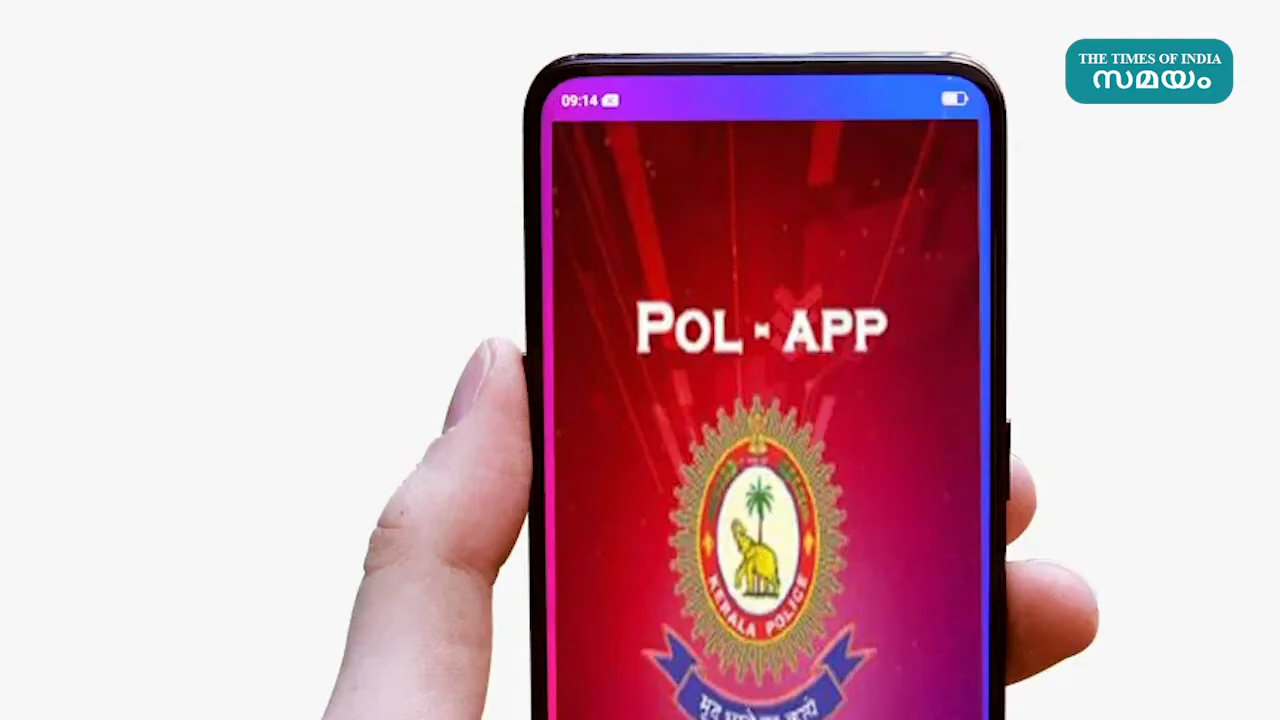 THE TIMES OF INDIA
സമയം
09:14
POL - APP
KERALA POLICE
मृदु